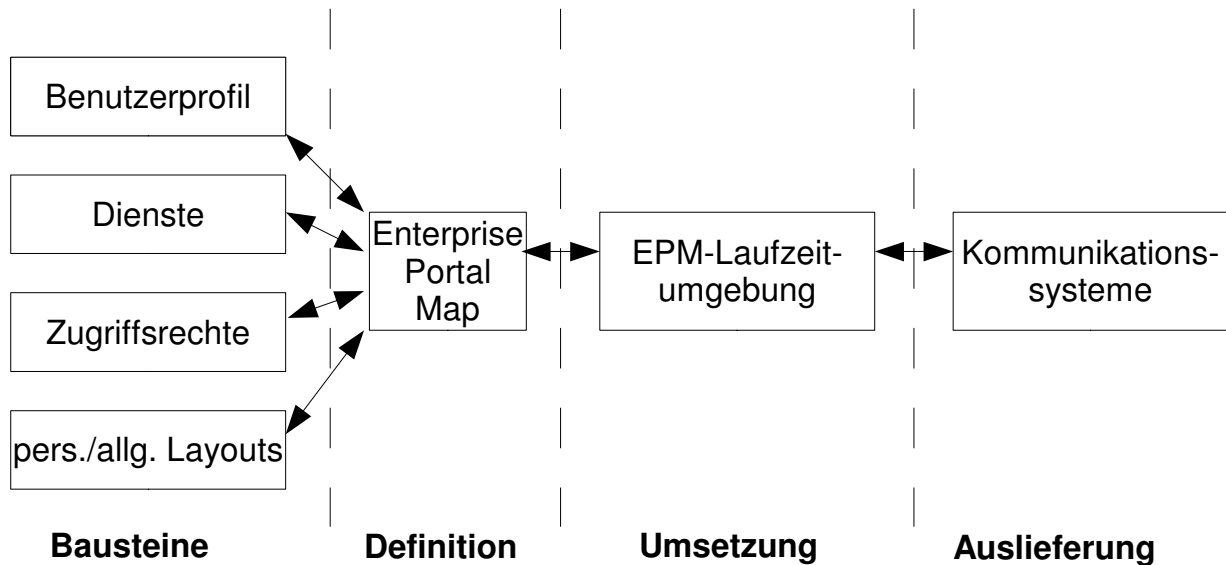 Benutzerprofil
Dienste
Zugriffsrechte
pers./allg. Layouts
Enterprise
Portal
Map
EPM-Laufzeit-
umgebung
Kommunikations-
systeme
Bausteine
Definition
Umsetzung
Auslieferung